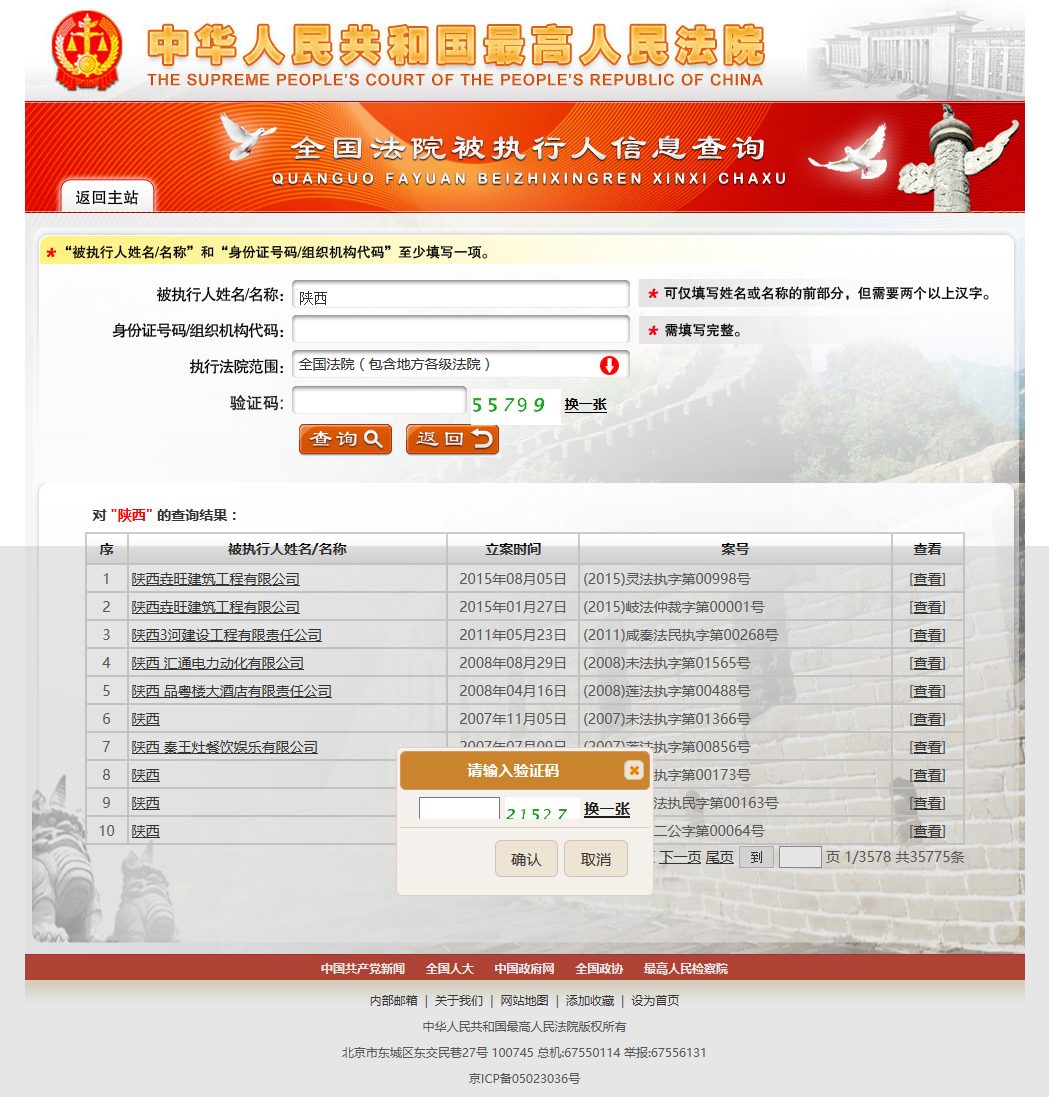 中华人民共和国最高人民法院
THE SUPREME PEOPLE'S COURT OF THE PEOPLE'S REPUBLIC OF CHINA
全国法院被执行人信息查询
QUANGUO FAYUAN BEIZHIXINGREN XINXI CHAXU
返回主站
* “被执行人姓名/名称”和“身份证号码/组织机构代码”至少填写一项。
被执行人姓名/名称: 陕西 * 可仅填写姓名或名称的前部分，但需要两个以上汉字。
身份证号码/组织机构代码: * 需填写完整。
执行法院范围: 全国法院（包含地方各级法院）
验证码: 55799 换一张
查询 返回
对 "陕西" 的查询结果：
序 被执行人姓名/名称 立案时间 案号 查看
1 陕西垚旺建筑工程有限公司 2015年08月05日 (2015)灵法执字第00998号 [查看]
2 陕西垚旺建筑工程有限公司 2015年01月27日 (2015)岐法仲裁字第00001号 [查看]
3 陕西3河建设工程有限责任公司 2011年05月23日 (2011)咸秦法民执字第00268号 [查看]
4 陕西 汇通电力动化有限公司 2008年08月29日 (2008)未法执字第01565号 [查看]
5 陕西 品粤楼大酒店有限责任公司 2008年04月16日 (2008)莲法执字第00488号 [查看]
6 陕西 2007年11月05日 (2007)未法执字第01366号 [查看]
7 陕西 秦王灶餐饮娱乐有限公司 2007年07月09日 (2007)莲法执字第00856号 [查看]
8 陕西 执字第00173号 [查看]
9 陕西 法执民字第00163号 [查看]
10 陕西 二公字第00064号 [查看]
请输入验证码
21527 换一张
确认 取消
下一页 尾页 到 页 1/3578 共35775条
中国共产党新闻 全国人大 中国政府网 全国政协 最高人民检察院
内部邮箱 | 关于我们 | 网站地图 | 添加收藏 | 设为首页
中华人民共和国最高人民法院版权所有
北京市东城区东交民巷27号 100745 总机:67550114 举报:67556131
京ICP备05023036号